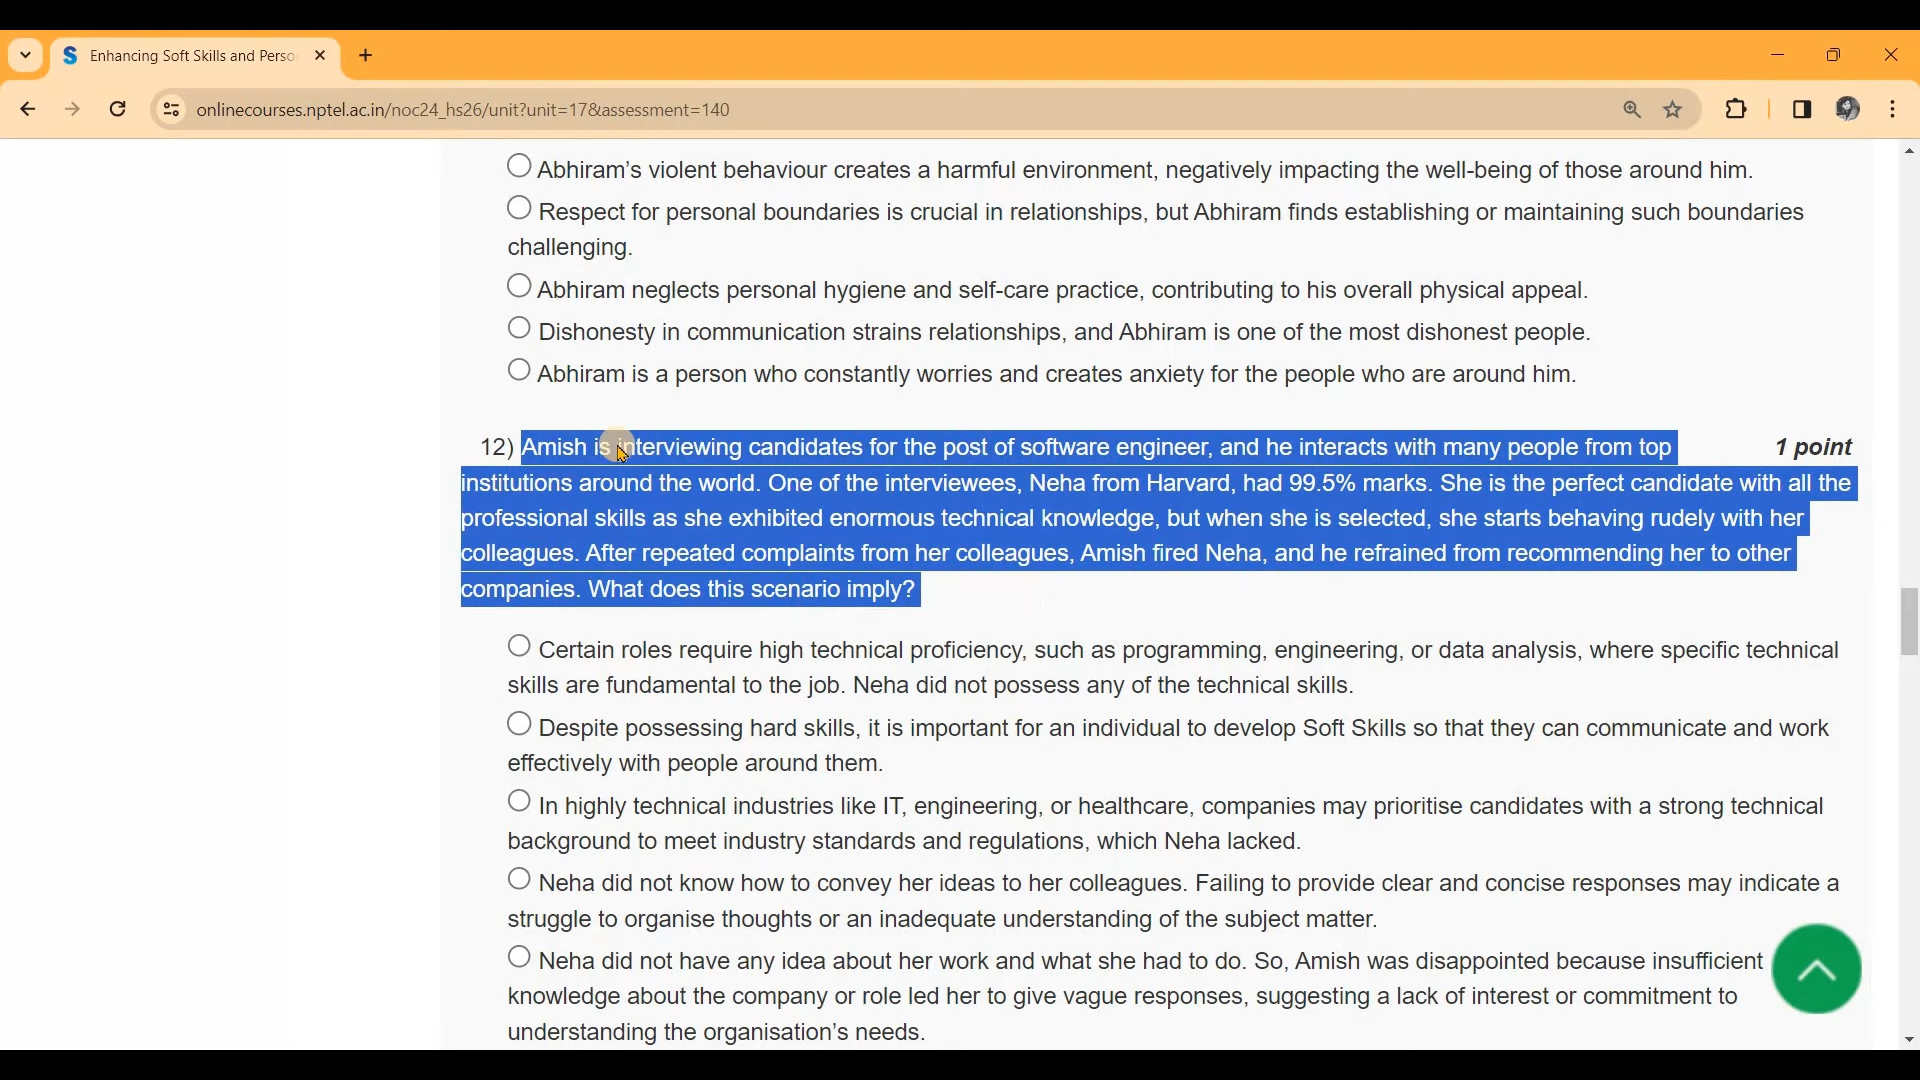 Enhancing Soft Skills and Perso
onlinecourses.nptel.ac.in/noc24_hs26/unit?unit=17&assessment=140
Abhiram’s violent behaviour creates a harmful environment, negatively impacting the well-being of those around him.
Respect for personal boundaries is crucial in relationships, but Abhiram finds establishing or maintaining such boundaries
challenging.
Abhiram neglects personal hygiene and self-care practice, contributing to his overall physical appeal.
Dishonesty in communication strains relationships, and Abhiram is one of the most dishonest people.
Abhiram is a person who constantly worries and creates anxiety for the people who are around him.
12) Amish is interviewing candidates for the post of software engineer, and he interacts with many people from top 1 point
institutions around the world. One of the interviewees, Neha from Harvard, had 99.5% marks. She is the perfect candidate with all the
professional skills as she exhibited enormous technical knowledge, but when she is selected, she starts behaving rudely with her
colleagues. After repeated complaints from her colleagues, Amish fired Neha, and he refrained from recommending her to other
companies. What does this scenario imply?
Certain roles require high technical proficiency, such as programming, engineering, or data analysis, where specific technical
skills are fundamental to the job. Neha did not possess any of the technical skills.
Despite possessing hard skills, it is important for an individual to develop Soft Skills so that they can communicate and work
effectively with people around them.
In highly technical industries like IT, engineering, or healthcare, companies may prioritise candidates with a strong technical
background to meet industry standards and regulations, which Neha lacked.
Neha did not know how to convey her ideas to her colleagues. Failing to provide clear and concise responses may indicate a
struggle to organise thoughts or an inadequate understanding of the subject matter.
Neha did not have any idea about her work and what she had to do. So, Amish was disappointed because insufficient
knowledge about the company or role led her to give vague responses, suggesting a lack of interest or commitment to
understanding the organisation’s needs.